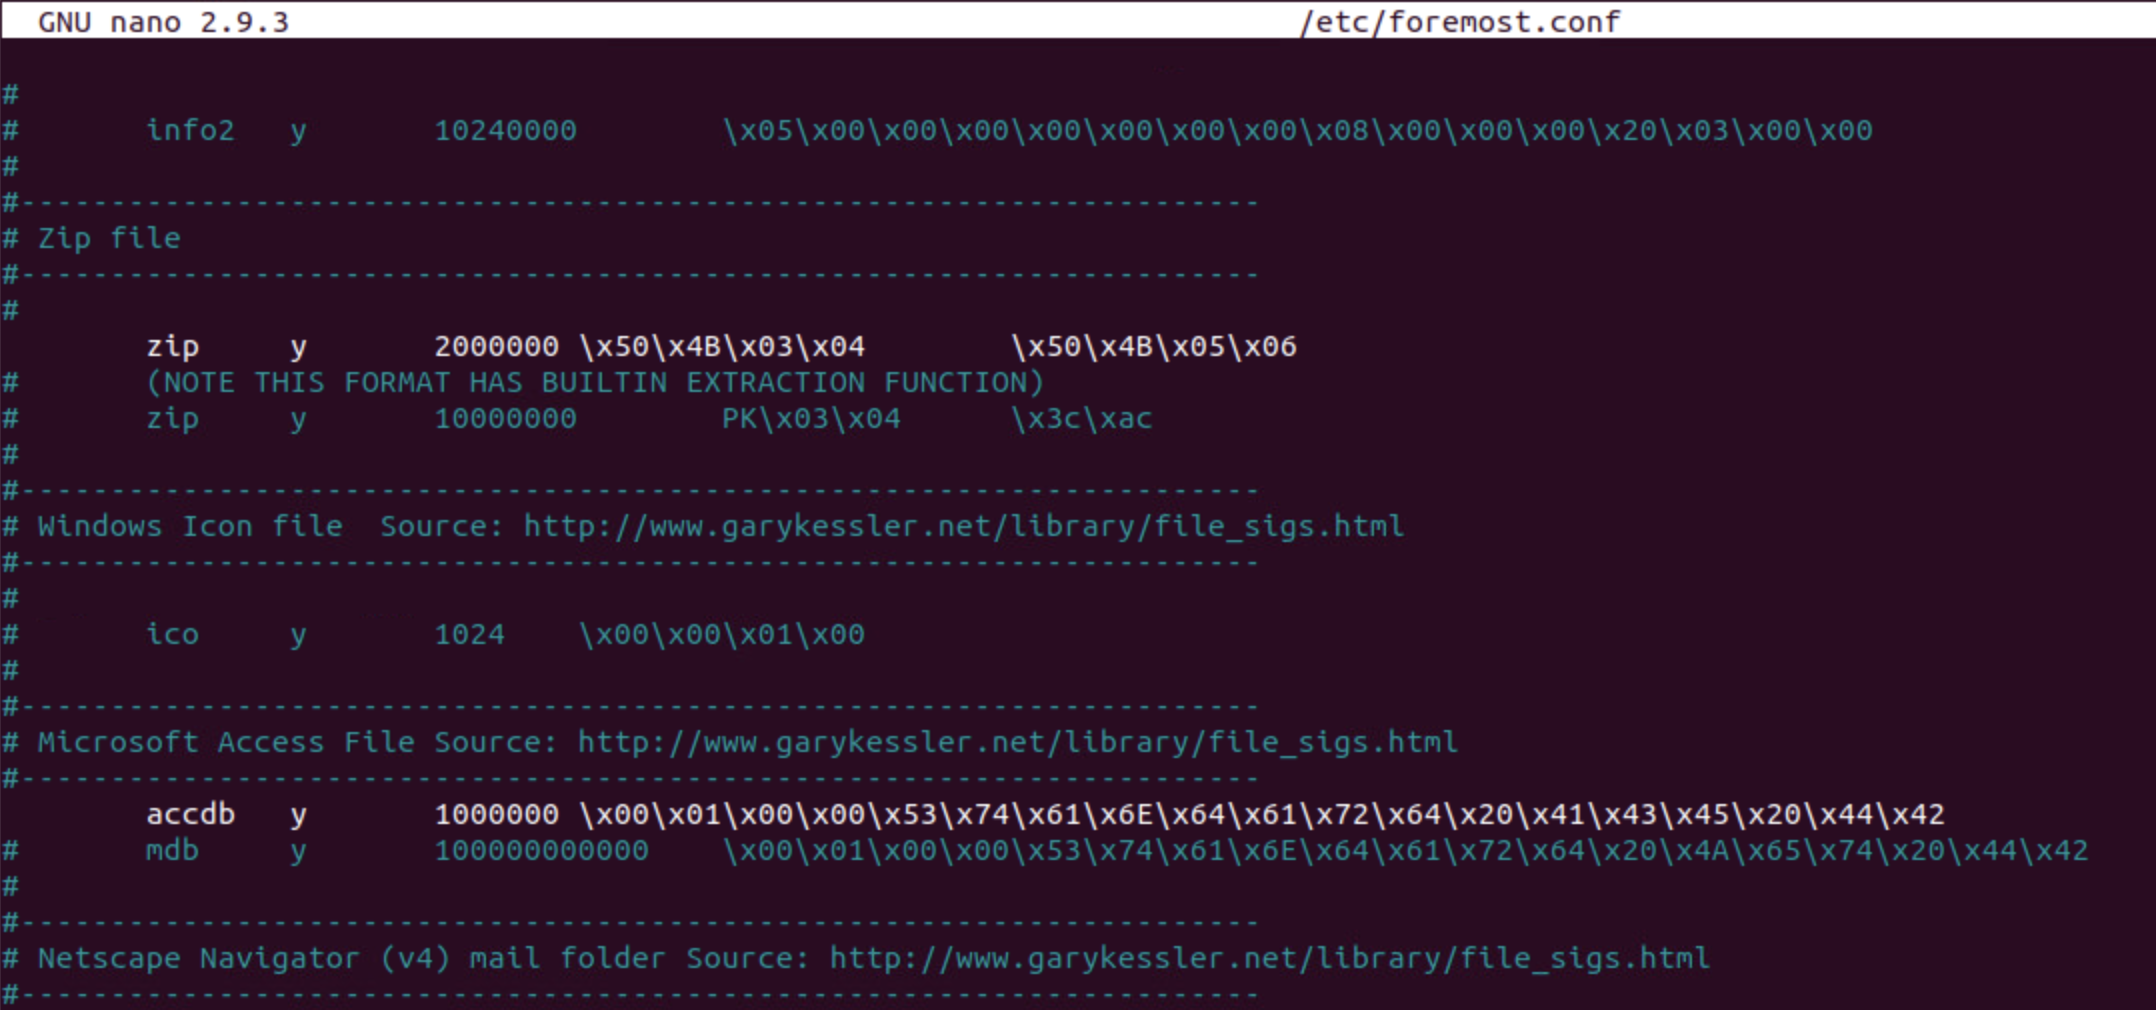 GNU nano 2.9.3 /etc/foremost.conf
#
# info2 y 10240000 \x05\x00\x00\x00\x00\x00\x00\x00\x08\x00\x00\x00\x20\x03\x00\x00
#
#---------------------------------------------------------------------
# Zip file
#---------------------------------------------------------------------
#
zip y 2000000 \x50\x4B\x03\x04 \x50\x4B\x05\x06
# (NOTE THIS FORMAT HAS BUILTIN EXTRACTION FUNCTION)
# zip y 10000000 PK\x03\x04 \x3c\xac
#
#---------------------------------------------------------------------
# Windows Icon file  Source: http://www.garykessler.net/library/file_sigs.html
#---------------------------------------------------------------------
#
# ico y 1024 \x00\x00\x01\x00
#
#---------------------------------------------------------------------
# Microsoft Access File Source: http://www.garykessler.net/library/file_sigs.html
#---------------------------------------------------------------------
accdb y 1000000 \x00\x01\x00\x00\x53\x74\x61\x6E\x64\x61\x72\x64\x20\x41\x43\x45\x20\x44\x42
# mdb y 100000000000 \x00\x01\x00\x00\x53\x74\x61\x6E\x64\x61\x72\x64\x20\x4A\x65\x74\x20\x44\x42
#
#---------------------------------------------------------------------
# Netscape Navigator (v4) mail folder Source: http://www.garykessler.net/library/file_sigs.html
#---------------------------------------------------------------------